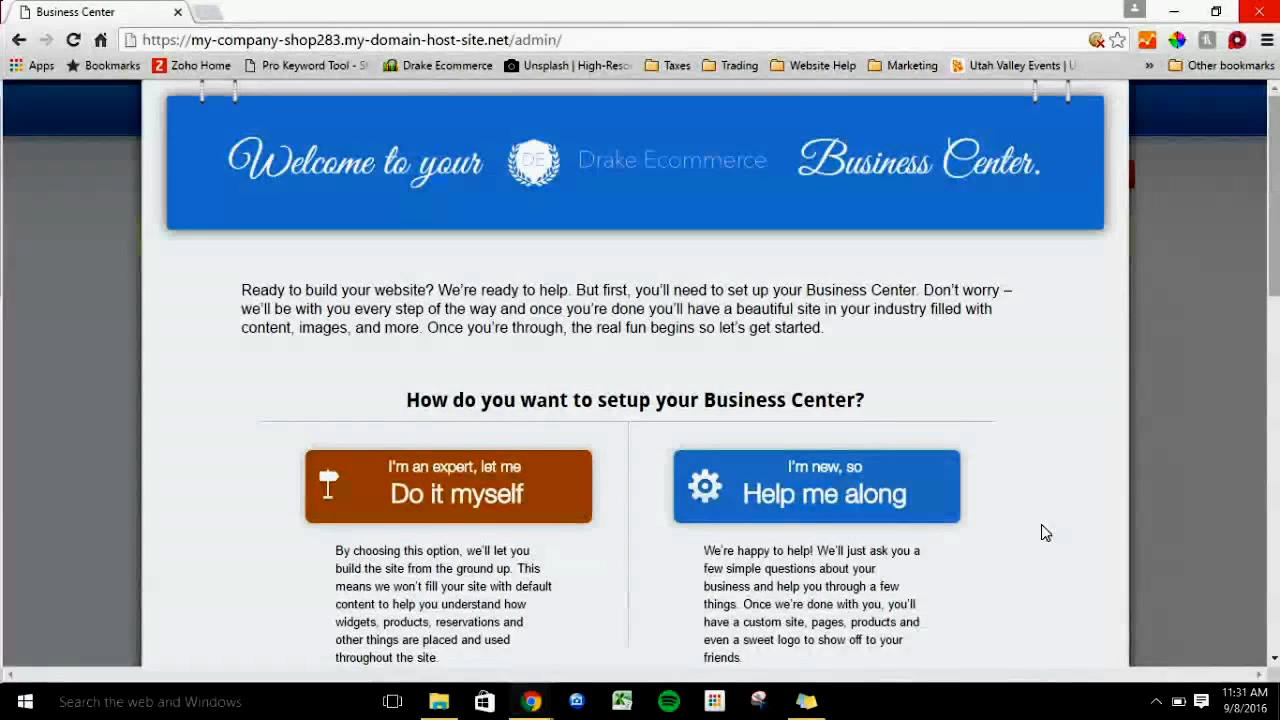 Business Center
https://my-company-shop283.my-domain-host-site.net/admin/
Apps Bookmarks Zoho Home Pro Keyword Tool - S Drake Ecommerce Unsplash | High-Reso Taxes Trading Website Help Marketing Utah Valley Events | U » Other bookmarks
Welcome to your DE Drake Ecommerce Business Center.
Ready to build your website? We're ready to help. But first, you'll need to set up your Business Center. Don't worry –
we'll be with you every step of the way and once you're done you'll have a beautiful site in your industry filled with
content, images, and more. Once you're through, the real fun begins so let's get started.
How do you want to setup your Business Center?
I'm an expert, let me
Do it myself
By choosing this option, we'll let you
build the site from the ground up. This
means we won't fill your site with default
content to help you understand how
widgets, products, reservations and
other things are placed and used
throughout the site.
I'm new, so
Help me along
We're happy to help! We'll just ask you a
few simple questions about your
business and help you through a few
things. Once we're done with you, you'll
have a custom site, pages, products and
even a sweet logo to show off to your
friends.
Search the web and Windows
11:31 AM
9/8/2016